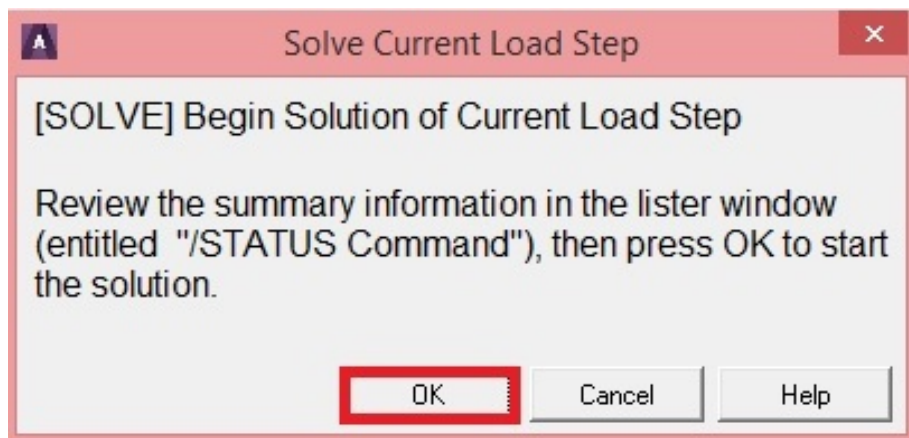 Solve Current Load Step
[SOLVE] Begin Solution of Current Load Step
Review the summary information in the lister window
(entitled "/STATUS Command"), then press OK to start
the solution.
OK Cancel Help